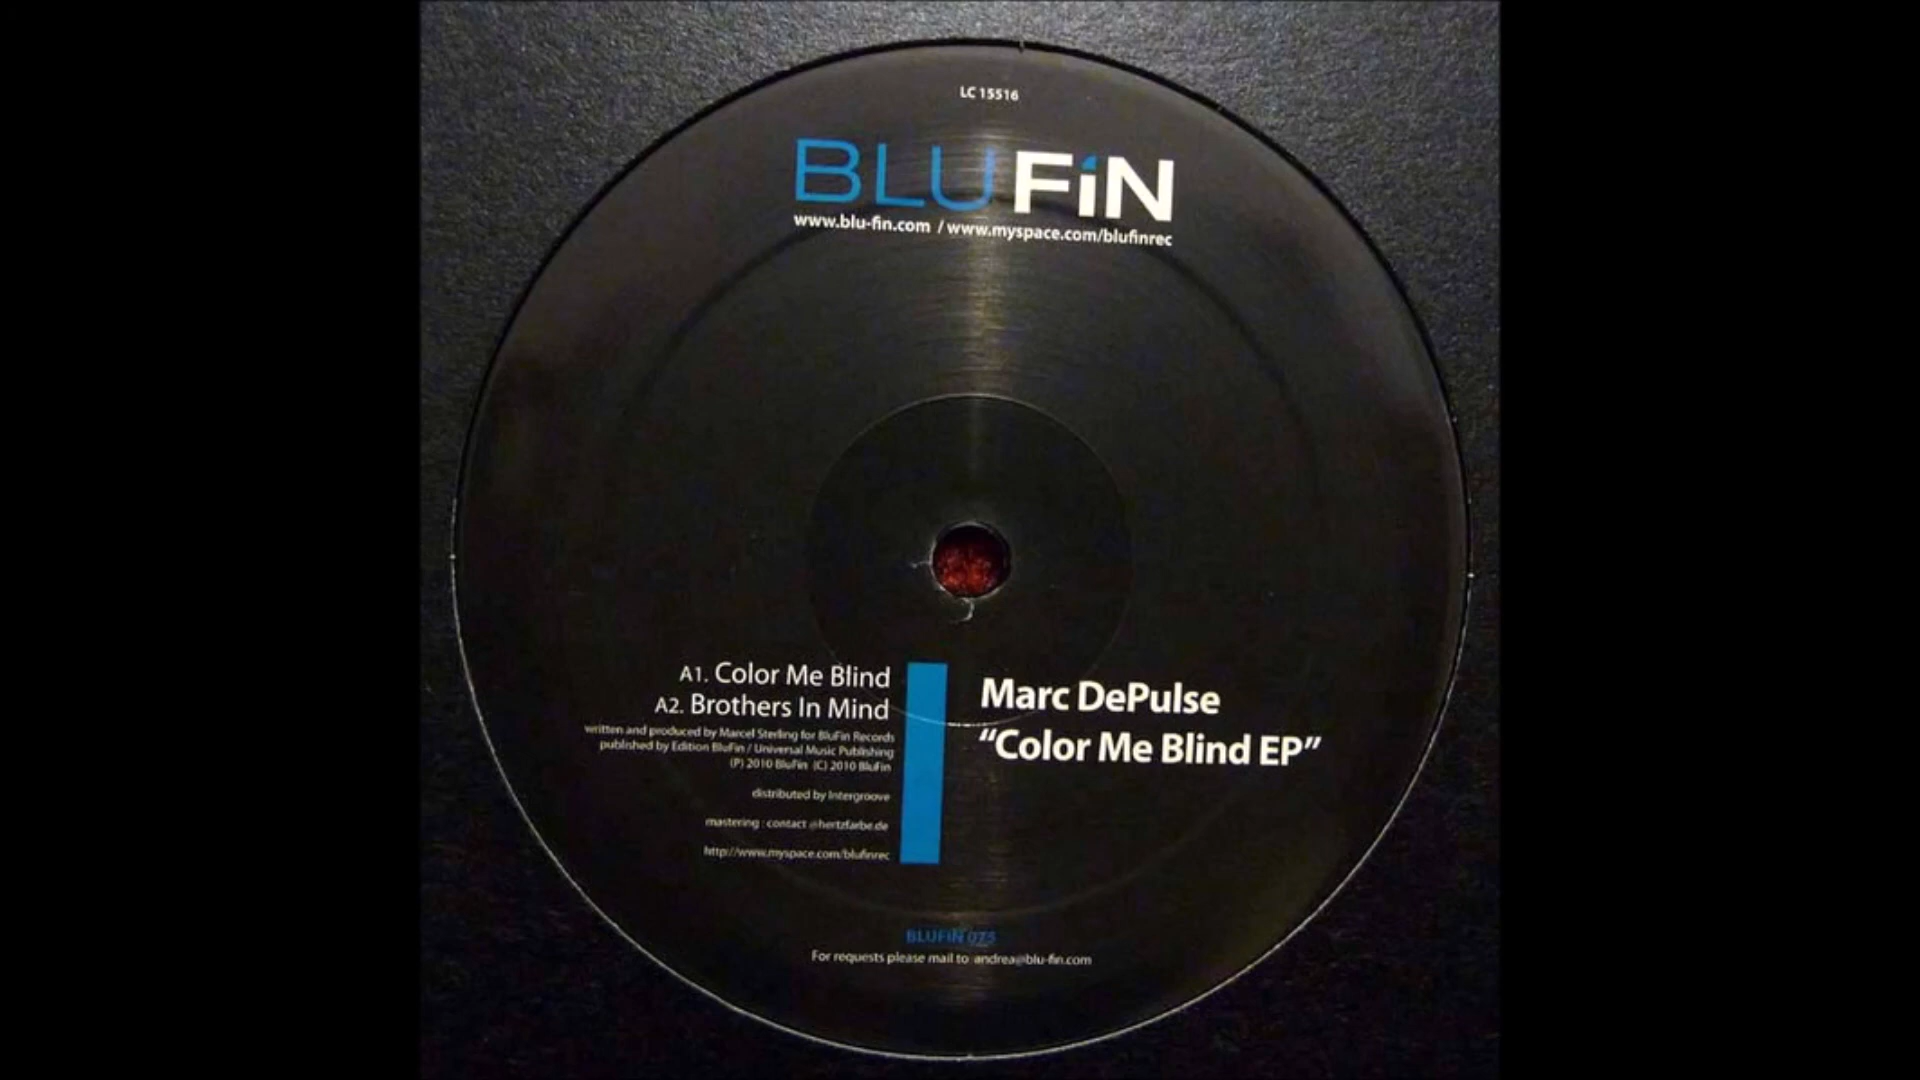 LC 15516
BLUFiN
www.blu-fin.com / www.myspace.com/blufinrec
A1. Color Me Blind
A2. Brothers In Mind
written and produced by Marcel Sterling for BluFin Records
published by Edition BluFin / Universal Music Publishing
(P) 2010 BluFin (C) 2010 BluFin
distributed by Intergroove
mastering : contact @hertzfarbe.de
http://www.myspace.com/blufinrec
Marc DePulse
“Color Me Blind EP”
BLUFiN
For requests please mail to andrea@blu-fin.com